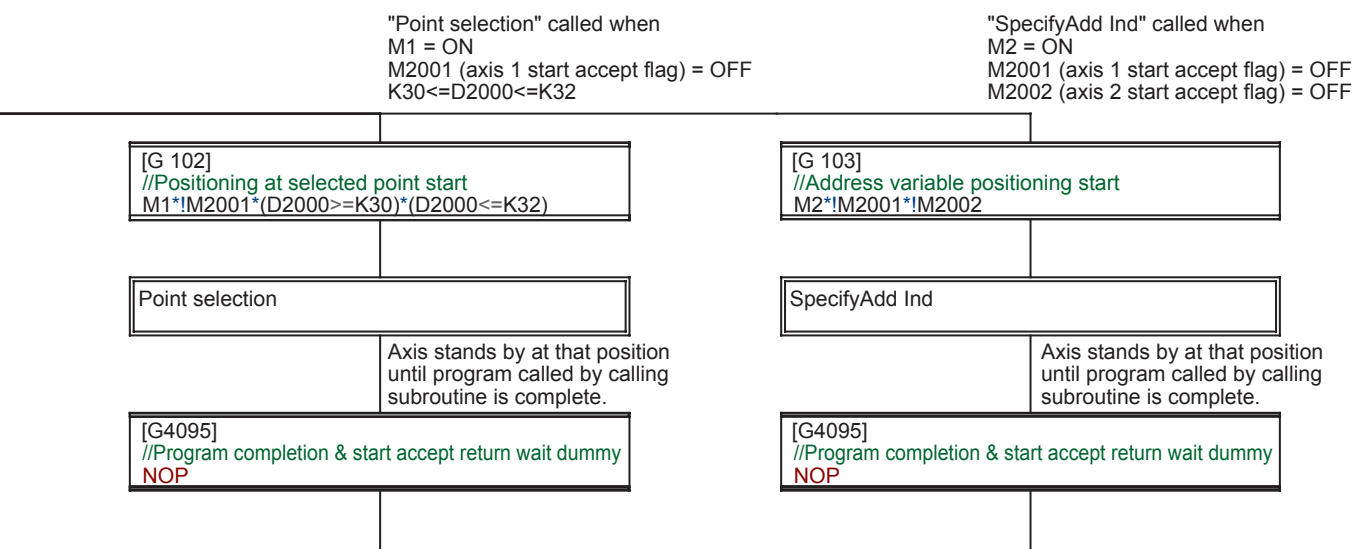 "Point selection" called when
M1 = ON
M2001 (axis 1 start accept flag) = OFF
K30<=D2000<=K32
"SpecifyAdd Ind" called when
M2 = ON
M2001 (axis 1 start accept flag) = OFF
M2002 (axis 2 start accept flag) = OFF
[G 102]
//Positioning at selected point start
M1*!M2001*(D2000>=K30)*(D2000<=K32)
[G 103]
//Address variable positioning start
M2*!M2001*!M2002
Point selection
SpecifyAdd Ind
Axis stands by at that position
until program called by calling
subroutine is complete.
Axis stands by at that position
until program called by calling
subroutine is complete.
[G4095]
//Program completion & start accept return wait dummy
NOP
[G4095]
//Program completion & start accept return wait dummy
NOP